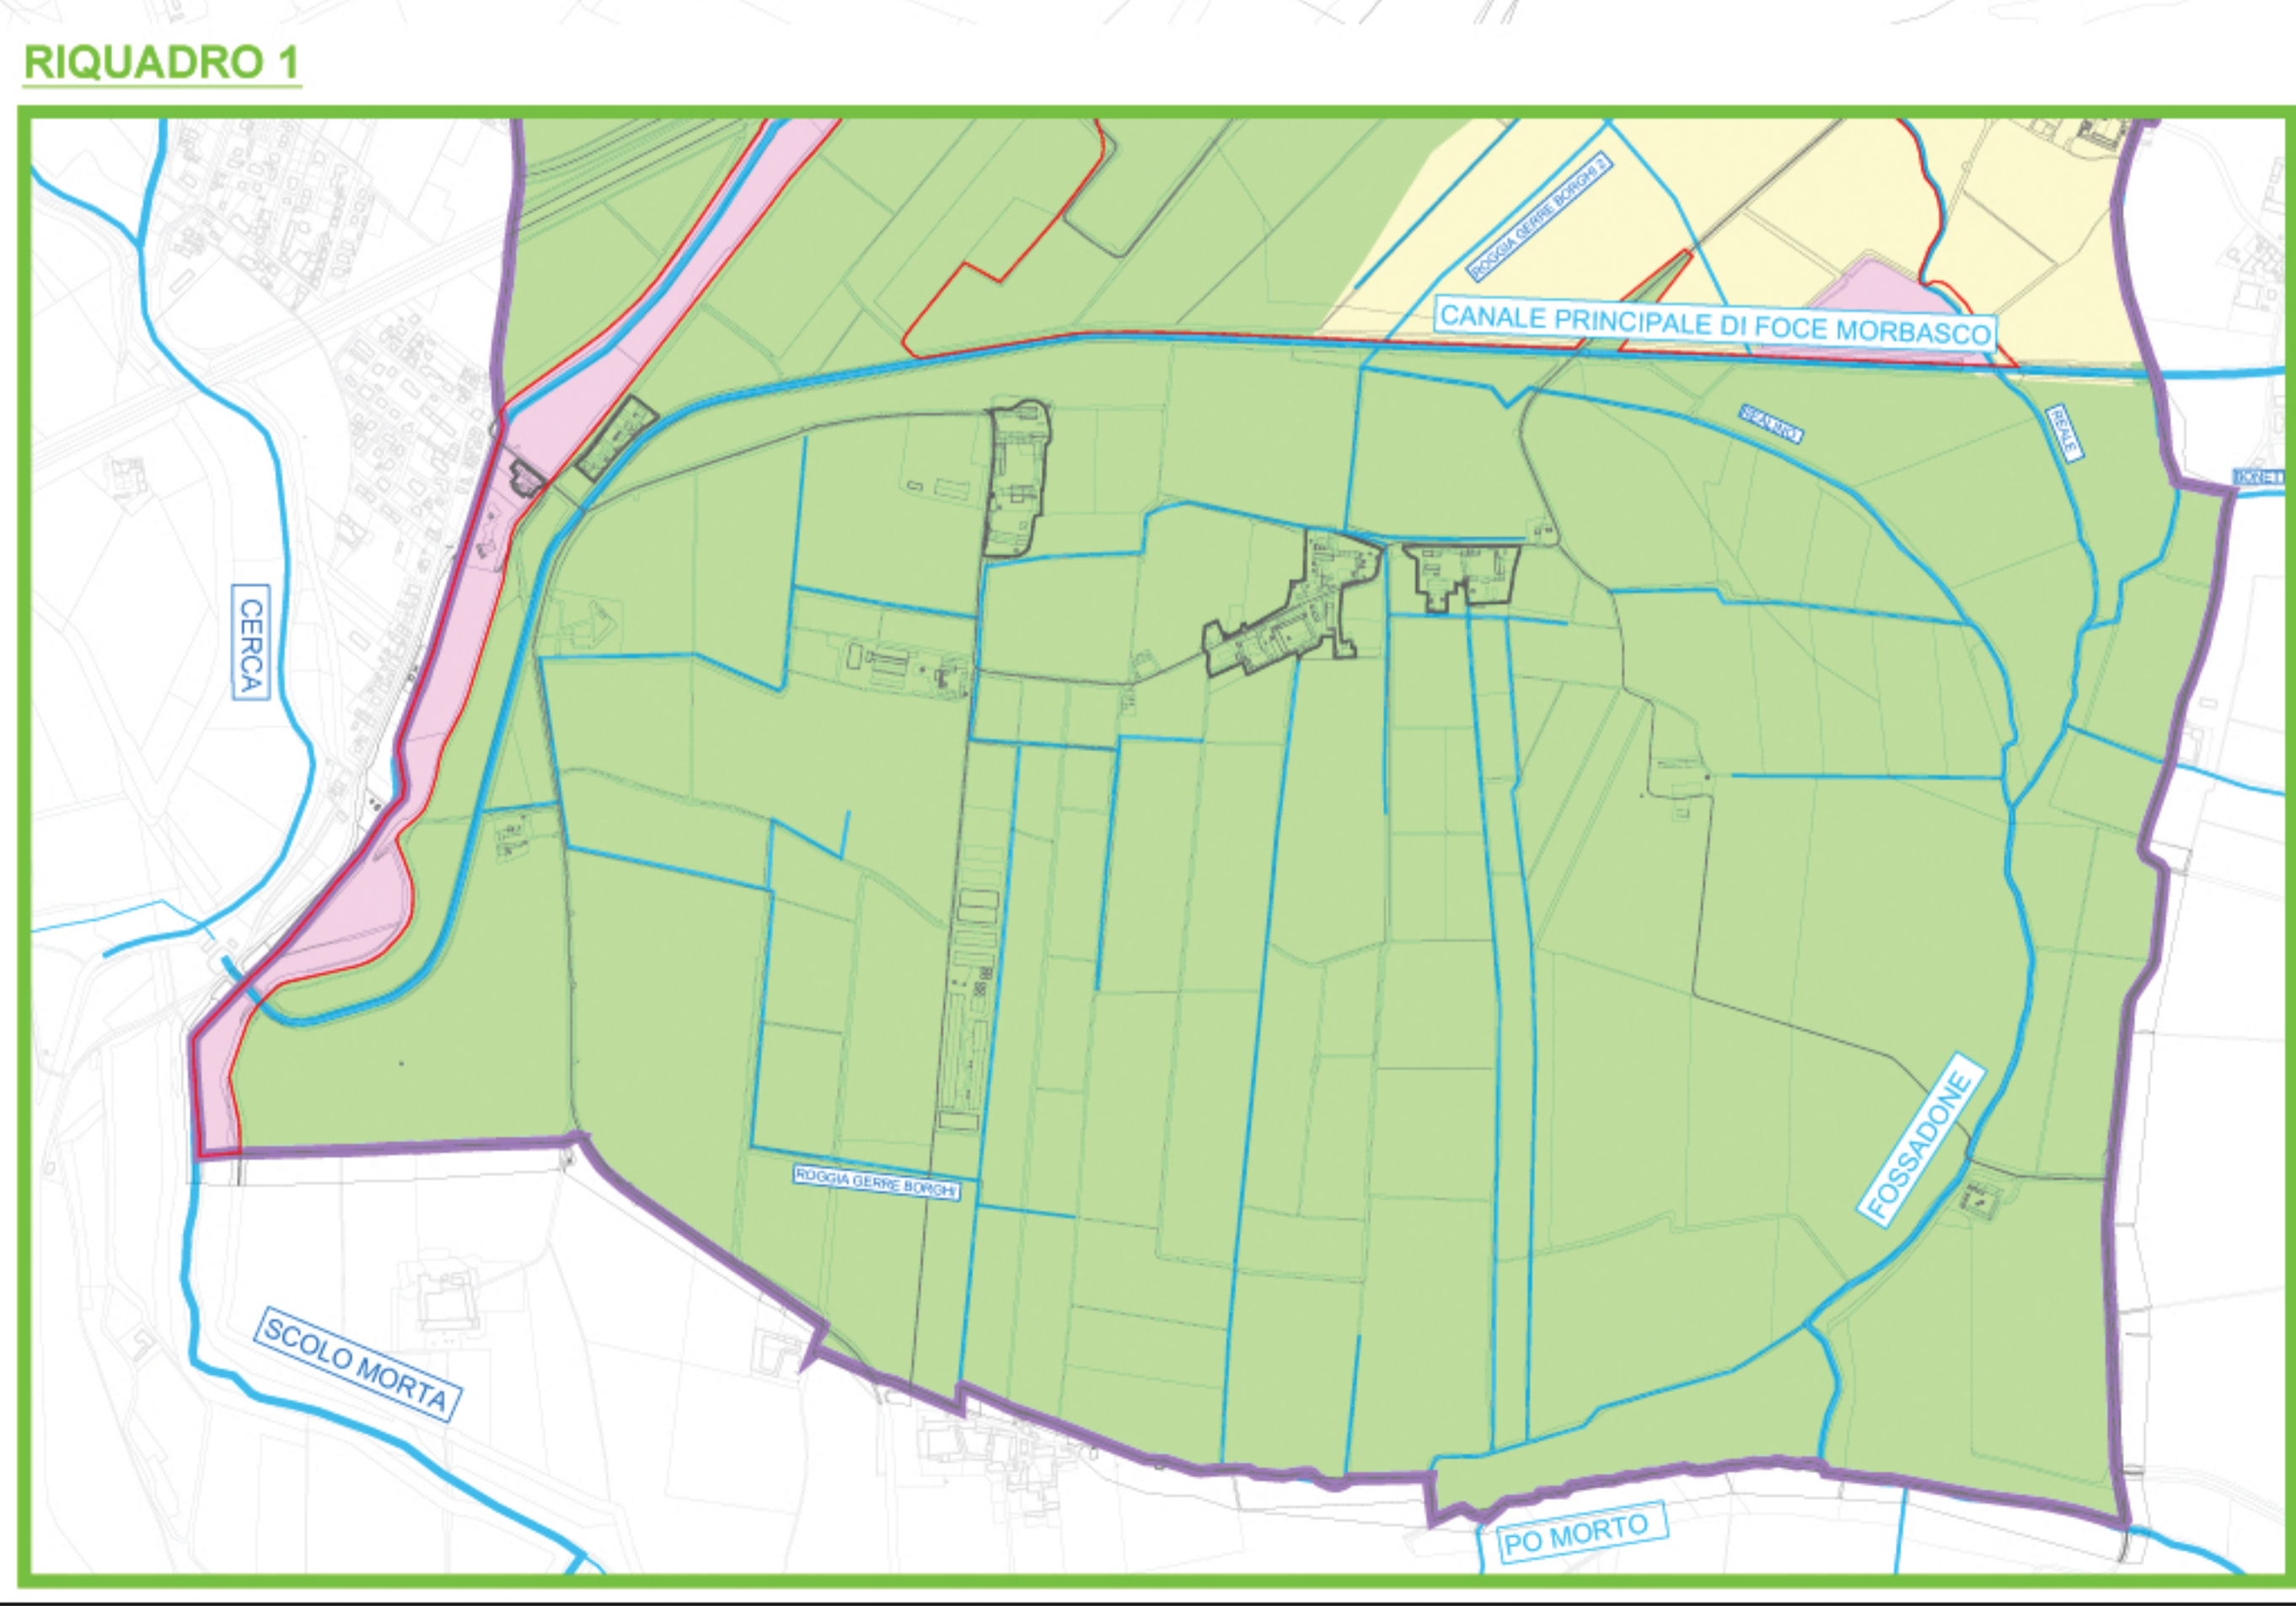 RIQUADRO 1
ROGGIA GERRE BORGHI 2
CANALE PRINCIPALE DI FOCE MORBASCO
REALINO
REALE
CERCA
FOSSADONE
ROGGIA GERRE BORGHI
SCOLO MORTA
PO MORTO